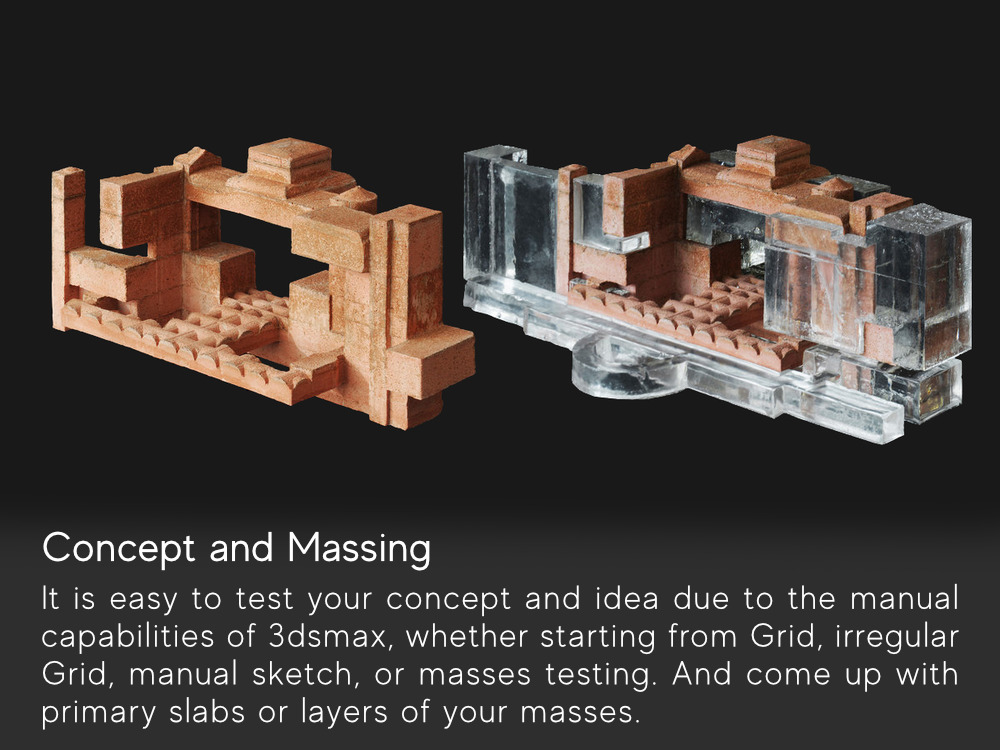 Concept and Massing
It is easy to test your concept and idea due to the manual
capabilities of 3dsmax, whether starting from Grid, irregular
Grid, manual sketch, or masses testing. And come up with
primary slabs or layers of your masses.